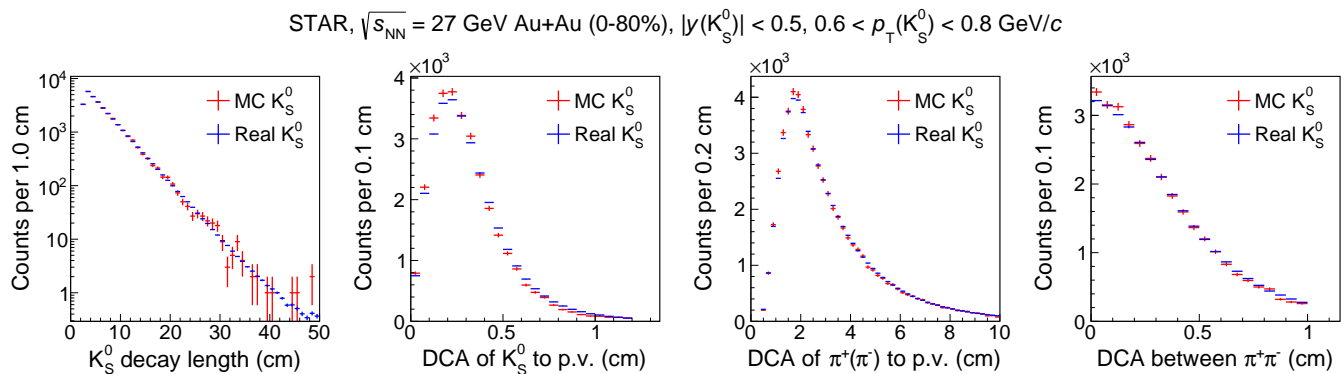 STAR, √s_NN = 27 GeV Au+Au (0-80%), |y(K⁰_S)| < 0.5, 0.6 < p_T(K⁰_S) < 0.8 GeV/c
Counts per 1.0 cm
10⁴
10³
10²
10
1
0 10 20 30 40 50
K⁰_S decay length (cm)
MC K⁰_S
Real K⁰_S
×10³
Counts per 0.1 cm
4
3
2
1
0
0 0.5 1
DCA of K⁰_S to p.v. (cm)
MC K⁰_S
Real K⁰_S
×10³
Counts per 0.2 cm
4
2
0
0 2 4 6 8 10
DCA of π⁺(π⁻) to p.v. (cm)
MC K⁰_S
Real K⁰_S
×10³
Counts per 0.1 cm
3
2
1
0
0 0.5 1
DCA between π⁺π⁻ (cm)
MC K⁰_S
Real K⁰_S